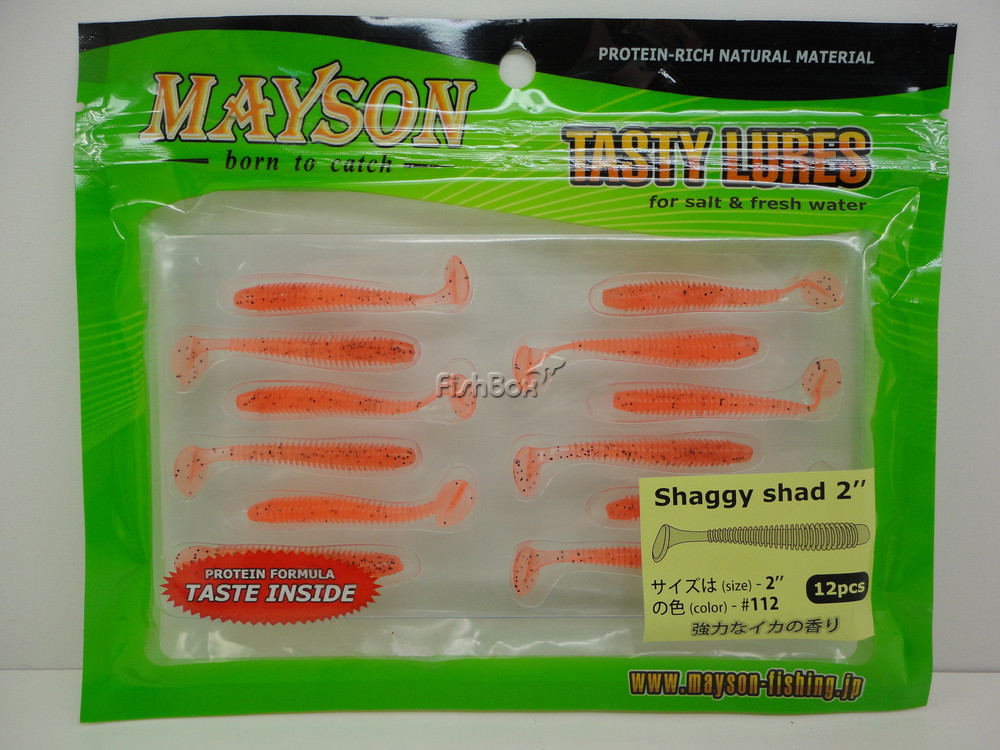 PROTEIN-RICH NATURAL MATERIAL
MAYSON
born to catch
TASTY LURES
for salt & fresh water
FishBox
Shaggy shad 2''
サイズは (size) - 2''
の色 (color) - #112
12pcs
強力なイカの香り
PROTEIN FORMULA
TASTE INSIDE
www.mayson-fishing.jp